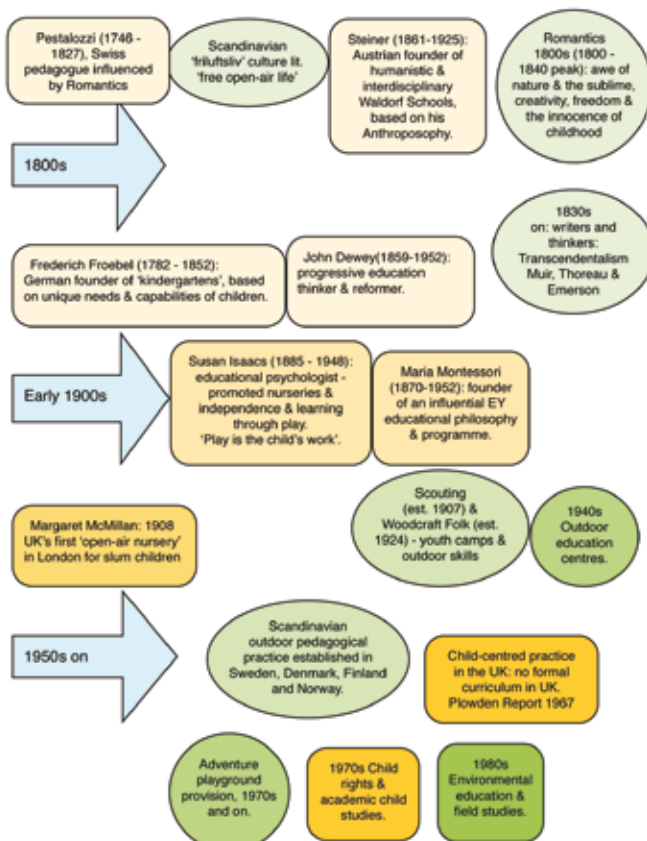 Pestalozzi (1746 -
1827), Swiss
pedagogue influenced
by Romantics
Scandinavian
'friluftsliv' culture lit.
'free open-air life'
Steiner (1861-1925):
Austrian founder of
humanistic &
interdisciplinary
Waldorf Schools,
based on his
Anthroposophy.
Romantics
1800s (1800 -
1840 peak): awe of
nature & the sublime,
creativity, freedom &
the innocence of
childhood
1800s
1830s
on: writers and
thinkers:
Transcendentalism
Muir, Thoreau &
Emerson
Frederich Froebel (1782 - 1852):
German founder of 'kindergartens', based
on unique needs & capabilities of children.
John Dewey(1859-1952):
progressive education
thinker & reformer.
Early 1900s
Susan Isaacs (1885 - 1948):
educational psychologist -
promoted nurseries &
independence & learning
through play.
'Play is the child's work'.
Maria Montessori
(1870-1952): founder
of an influential EY
educational philosophy
& programme.
Scouting
(est. 1907) &
Woodcraft Folk (est.
1924) - youth camps &
outdoor skills
1940s
Outdoor
education
centres.
Margaret McMillan: 1908
UK's first 'open-air nursery'
in London for slum children
1950s on
Scandinavian
outdoor pedagogical
practice established in
Sweden, Denmark, Finland
and Norway.
Child-centred practice
in the UK: no formal
curriculum in UK.
Plowden Report 1967
Adventure
playground
provision, 1970s
and on.
1970s Child
rights &
academic child
studies.
1980s
Environmental
education &
field studies.